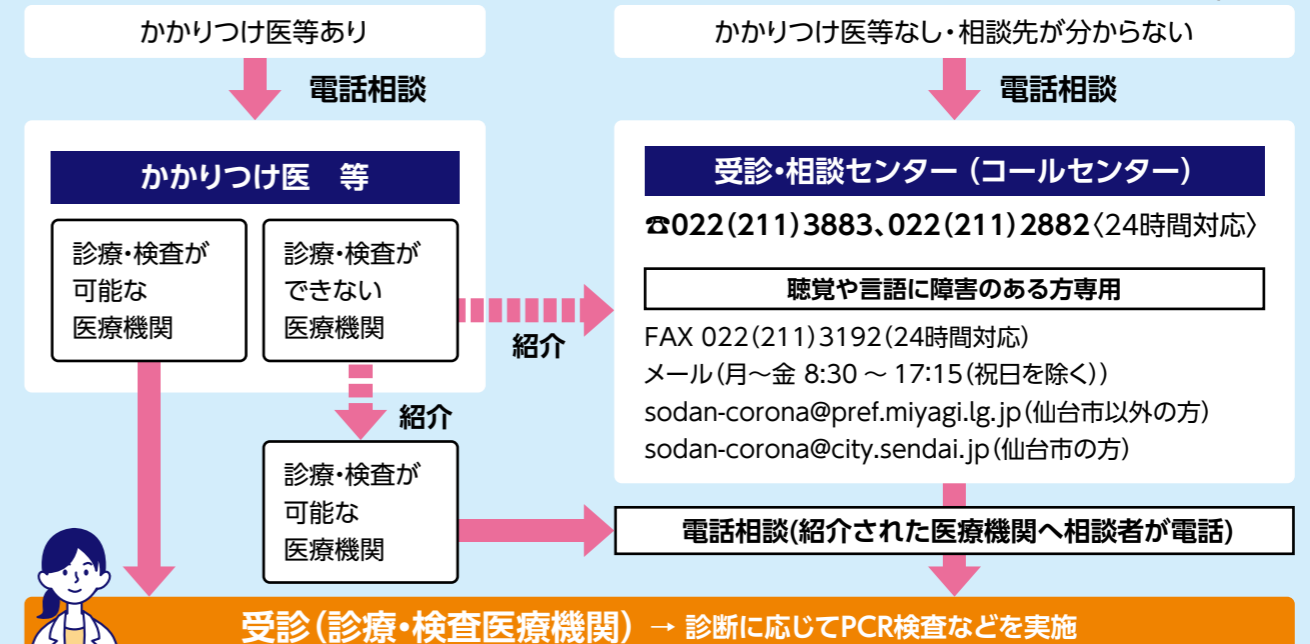 かかりつけ医等あり
電話相談
かかりつけ医　等
診療・検査が
可能な
医療機関
診療・検査が
できない
医療機関
紹介
紹介
診療・検査が
可能な
医療機関
かかりつけ医等なし・相談先が分からない
電話相談
受診・相談センター（コールセンター）
☎022(211)3883、022(211)2882〈24時間対応〉
聴覚や言語に障害のある方専用
FAX 022(211)3192(24時間対応)
メール(月～金 8:30 ～ 17:15(祝日を除く))
sodan-corona@pref.miyagi.lg.jp(仙台市以外の方)
sodan-corona@city.sendai.jp(仙台市の方)
電話相談(紹介された医療機関へ相談者が電話)
受診(診療・検査医療機関) → 診断に応じてPCR検査などを実施